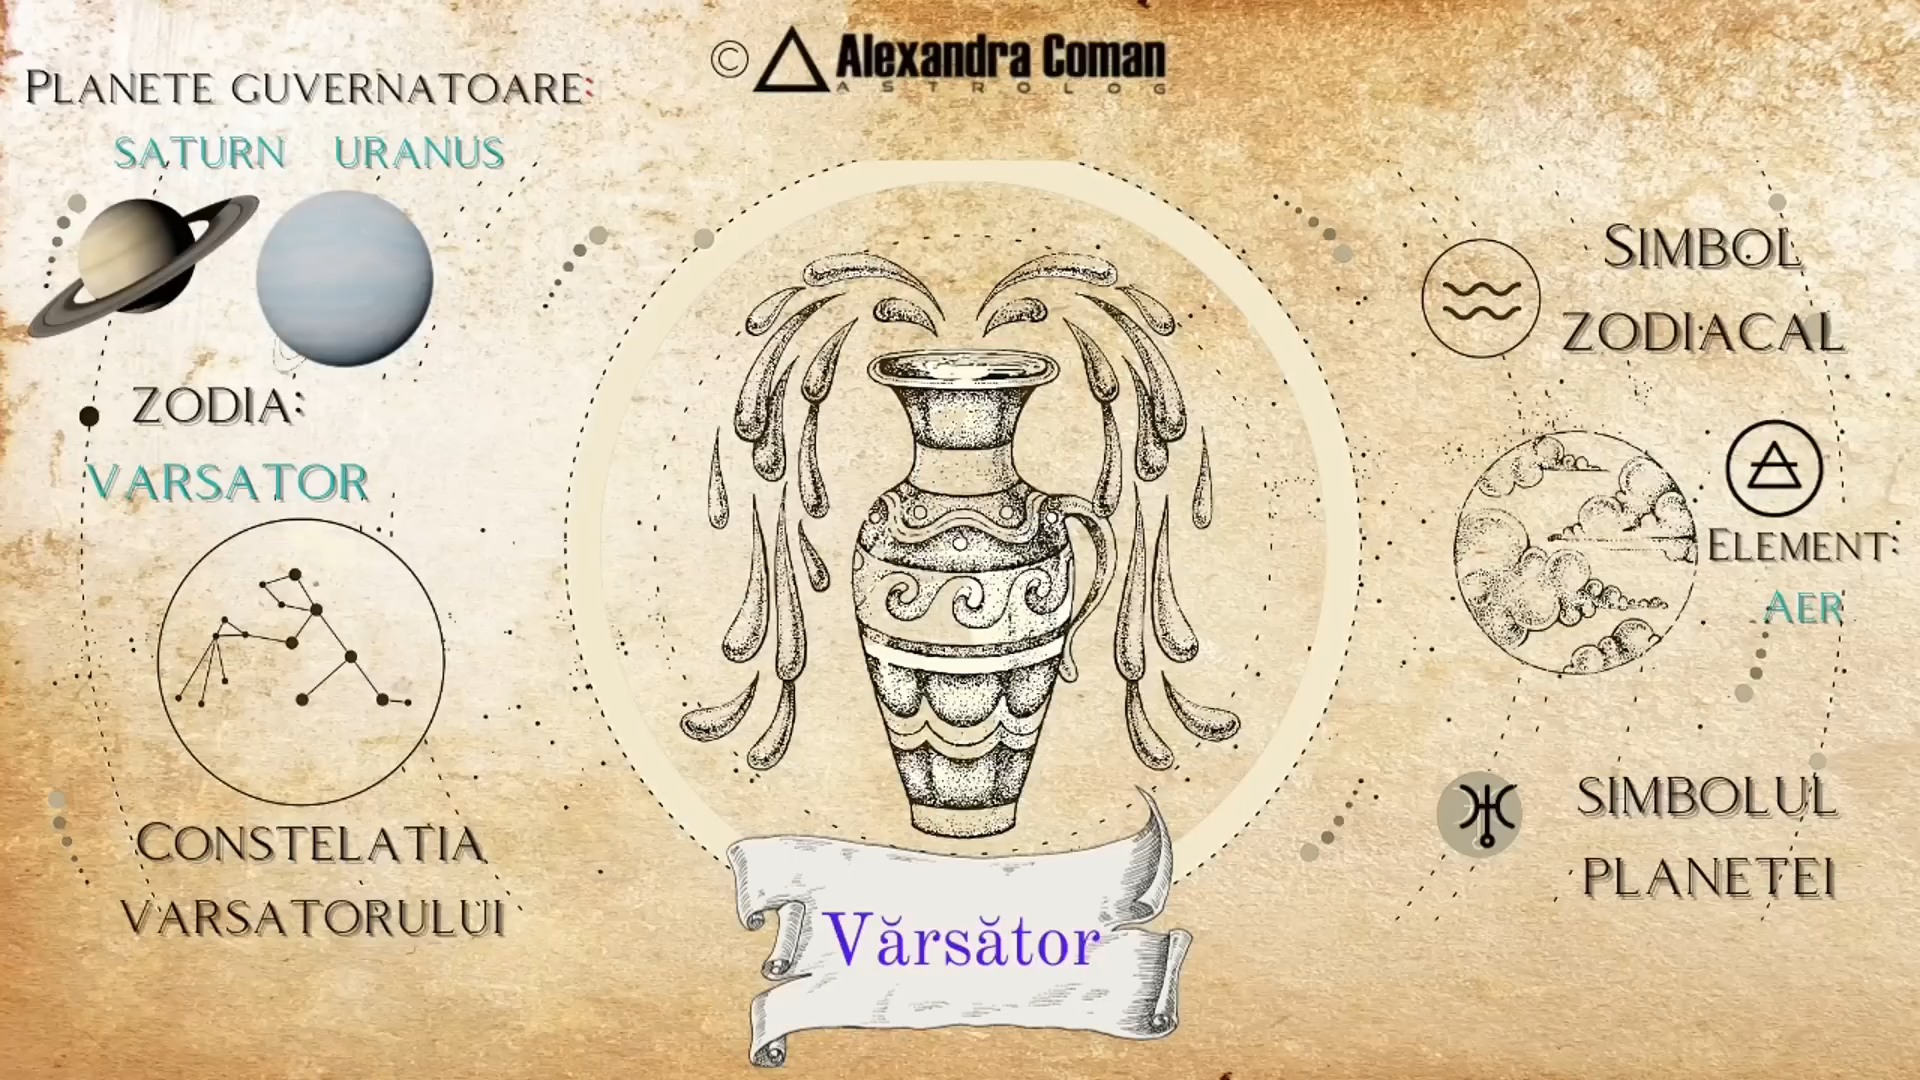 © Alexandra Coman
ASTROLOG
PLANETE GUVERNATOARE:
SATURN URANUS
ZODIA:
VARSATOR
CONSTELATIA
VARSATORULUI
Vărsător
SIMBOL
ZODIACAL
ELEMENT:
AER
SIMBOLUL
PLANETEI